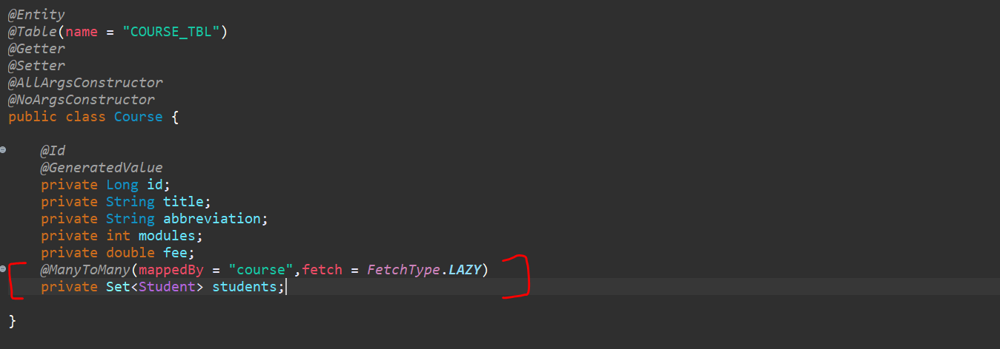 @Entity
@Table(name = "COURSE_TBL")
@Getter
@Setter
@AllArgsConstructor
@NoArgsConstructor
public class Course {
@Id
@GeneratedValue
private Long id;
private String title;
private String abbreviation;
private int modules;
private double fee;
@ManyToMany(mappedBy = "course",fetch = FetchType.LAZY)
private Set<Student> students;
}